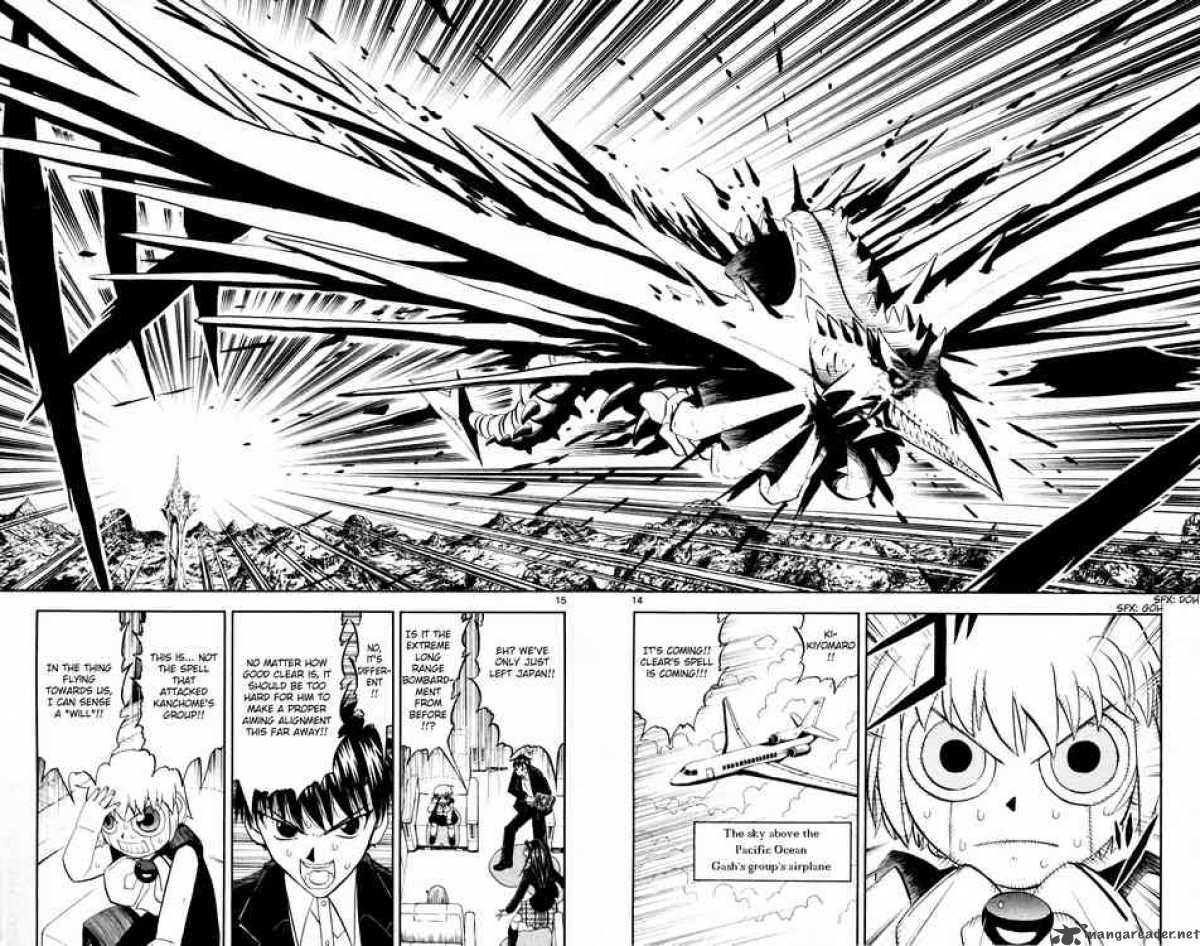 SFX: DOH
SFX: GOH
KI-
KIYOMARO
!!
IT'S COMING!!
CLEAR'S SPELL
IS COMING!!!
The sky above the
Pacific Ocean
Gash's group's airplane
14
15
EH? WE'VE
ONLY JUST
LEFT JAPAN!!
IS IT THE
EXTREME
LONG
RANGE
BOMBARD-
MENT
FROM
BEFORE
!!?
NO,
IT'S
DIFFER-
ENT
!!
NO MATTER HOW
GOOD CLEAR IS, IT
SHOULD BE TOO
HARD FOR HIM TO
MAKE A PROPER
AIMING ALIGNMENT
THIS FAR AWAY!!
THIS IS... NOT
THE SPELL
THAT
ATTACKED
KANCHOME'S
GROUP!!
IN THE THING
FLYING
TOWARDS US,
I CAN SENSE
A "WILL"!!
mangareader.net